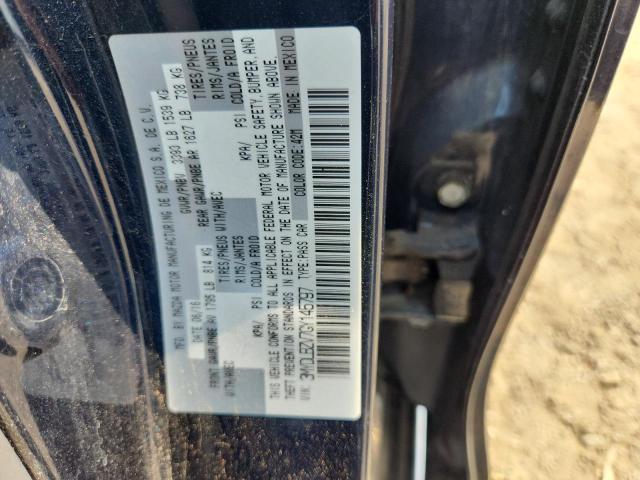 MFG. BY MAZDA MOTOR MANUFACTURING DE MEXICO S.A. DE C.V.
DATE 06/16 GVWR/PNBV 3393 LB 1539 KG
FRONT GAWR/PNBE AV 1795 LB 814 KG REAR GAWR/PNBE AR 1627 LB 738 KG
WITH/AVEC TIRES/PNEUS WITH/AVEC TIRES/PNEUS
RIMS/JANTES RIMS/JANTES
KPA/ PSI COLD/A FROID KPA/ PSI COLD/A FROID
THIS VEHICLE CONFORMS TO ALL APPLICABLE FEDERAL MOTOR VEHICLE SAFETY, BUMPER, AND
THEFT PREVENTION STANDARDS IN EFFECT ON THE DATE OF MANUFACTURE SHOWN ABOVE.
VIN: 3MYDLBZV7GY145797 TYPE:PASS CAR COLOR CODE:42M MADE IN MEXICO